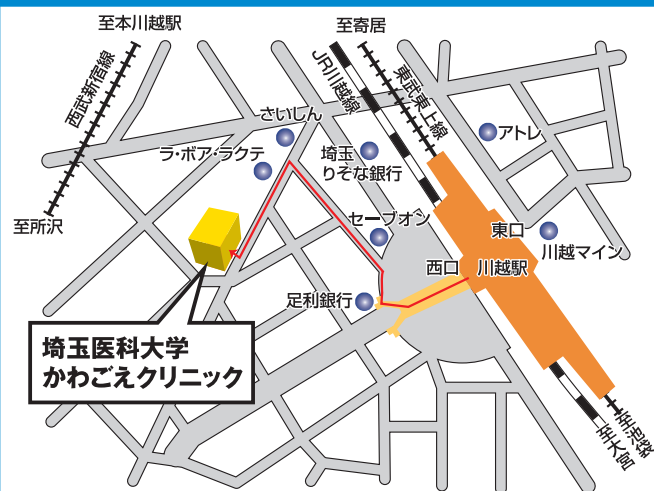 至本川越駅
至寄居
西武新宿線
JR川越線
東武東上線
さいしん
アトレ
ラ・ボア・ラクテ
埼玉
りそな銀行
至所沢
セーブオン
東口
川越マイン
西口
川越駅
足利銀行
埼玉医科大学
かわごえクリニック
至池袋
至大宮